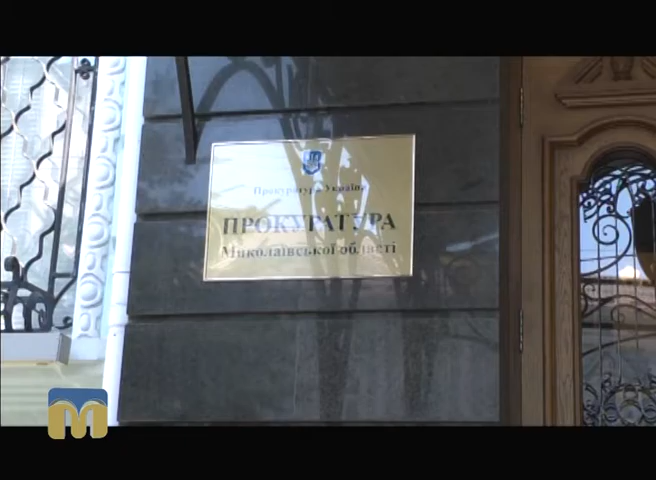 Прокуратура України
ПРОКУРАТУРА
Миколаївської області